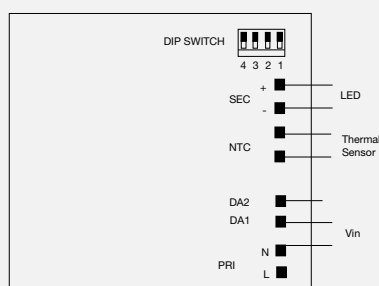 DIP SWITCH
4 3 2 1
+
SEC
LED
-
NTC
Thermal
Sensor
DA2
DA1
Vin
N
PRI
L